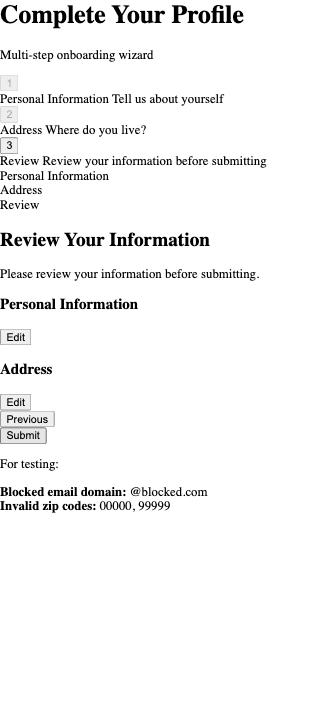 Complete Your Profile
Multi-step onboarding wizard
1
Personal Information Tell us about yourself
2
Address Where do you live?
3
Review Review your information before submitting
Personal Information
Address
Review
Review Your Information
Please review your information before submitting.
Personal Information
Edit
Address
Edit
Previous
Submit
For testing:
Blocked email domain: @blocked.com
Invalid zip codes: 00000, 99999